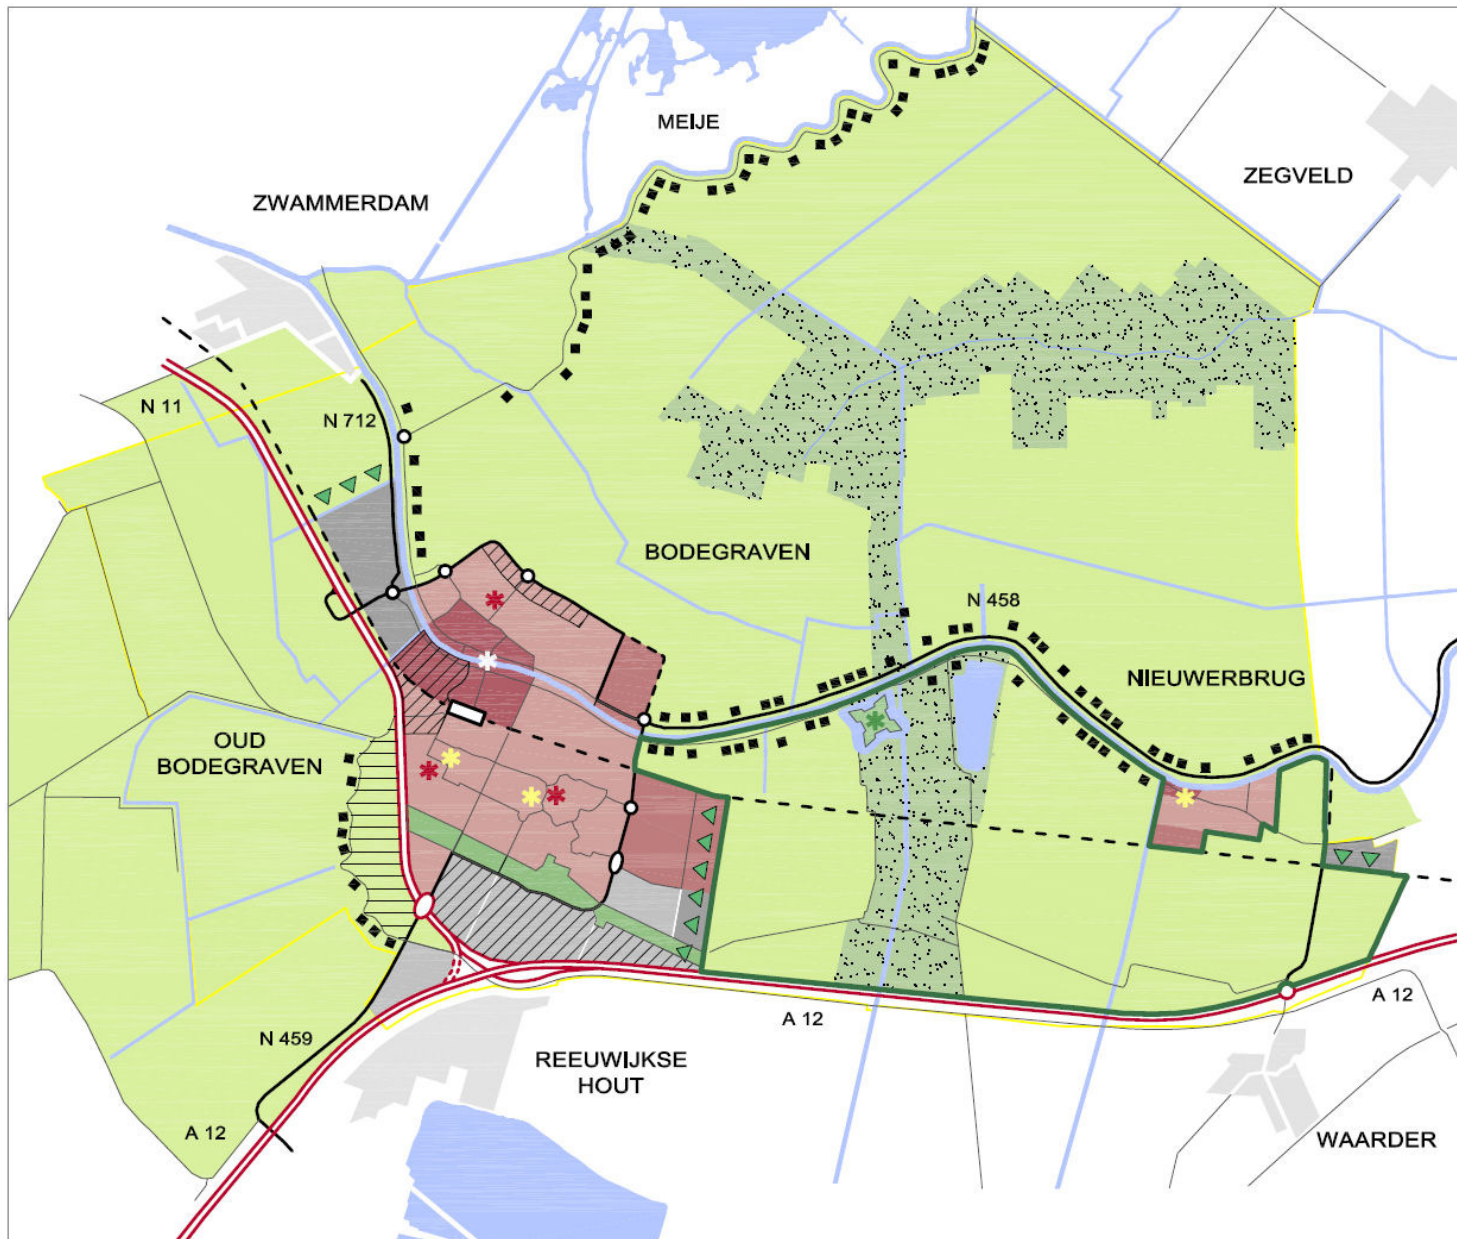 MEIJE
ZEGVELD
ZWAMMERDAM
N 11
N 712
BODEGRAVEN
N 458
NIEUWERBRUG
OUD
BODEGRAVEN
A 12
A 12
N 459
REEUWIJKSE
HOUT
A 12
WAARDER